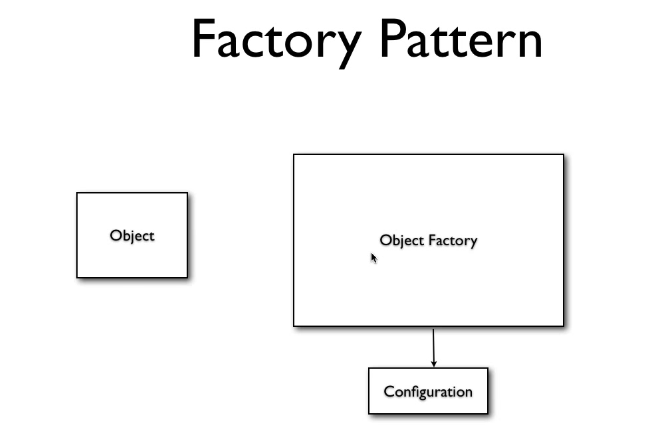 Factory Pattern
Object
Object Factory
Configuration